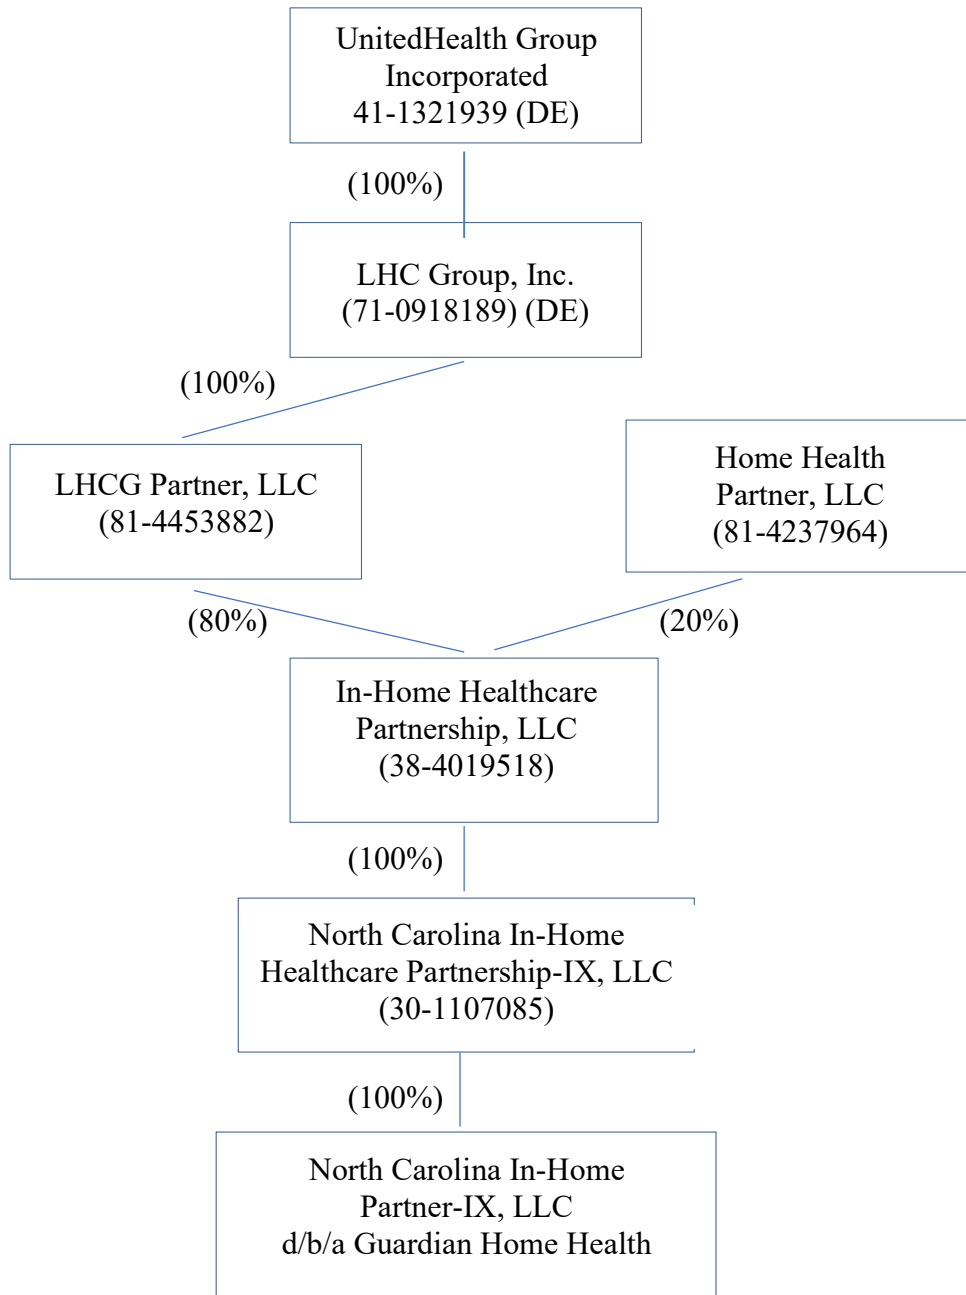 UnitedHealth Group
Incorporated
41-1321939 (DE)
(100%)
LHC Group, Inc.
(71-0918189) (DE)
(100%)
LHCG Partner, LLC
(81-4453882)
Home Health
Partner, LLC
(81-4237964)
(80%)
(20%)
In-Home Healthcare
Partnership, LLC
(38-4019518)
(100%)
North Carolina In-Home
Healthcare Partnership-IX, LLC
(30-1107085)
(100%)
North Carolina In-Home
Partner-IX, LLC
d/b/a Guardian Home Health